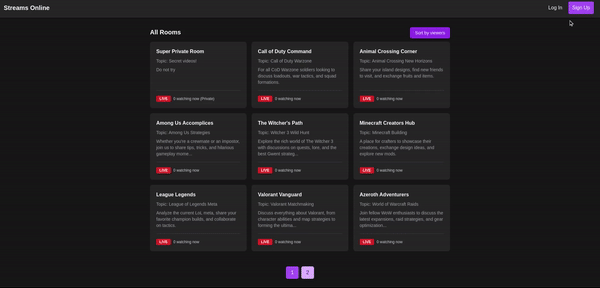 Streams Online
Log In
Sign Up
All Rooms
Sort by viewers
Super Private Room
Topic: Secret videos!
Do not try
LIVE
0 watching now (Private)
Call of Duty Command
Topic: Call of Duty Warzone
For all CoD Warzone soldiers looking to
discuss loadouts, war tactics, and squad
formations.
LIVE
0 watching now
Animal Crossing Corner
Topic: Animal Crossing New Horizons
Share your island designs, find new friends
to visit, and exchange fruits and items.
LIVE
0 watching now
Among Us Accomplices
Topic: Among Us Strategies
Whether you're a crewmate or an impostor,
join us to share tips, tricks, and hilarious
gameplay mome...
LIVE
0 watching now
The Witcher's Path
Topic: Witcher 3 Wild Hunt
Explore the rich world of The Witcher 3
with discussions on quests, lore, and the
best Gwent strateg...
LIVE
0 watching now
Minecraft Creators Hub
Topic: Minecraft Building
A place for crafters to showcase their
creations, exchange design ideas, and
explore new mods.
LIVE
0 watching now
League Legends
Topic: League of Legends Meta
Analyze the current LoL meta, share your
favorite champion builds, and collaborate
on tactics.
LIVE
0 watching now
Valorant Vanguard
Topic: Valorant Matchmaking
Discuss everything about Valorant, from
character abilities and map strategies to
forming the ultima...
LIVE
0 watching now
Azeroth Adventurers
Topic: World of Warcraft Raids
Join fellow WoW enthusiasts to discuss the
latest expansions, raid strategies, and gear
optimization...
LIVE
0 watching now
1
2